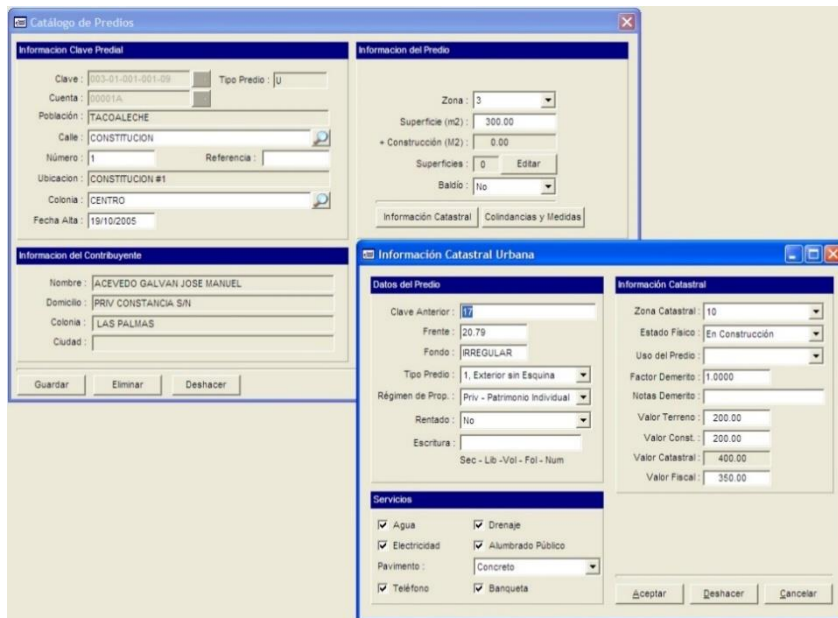 Catálogo de Predios
Informacion Clave Predial
Clave : 003-01-001-001-09
Tipo Predio : U
Cuenta : 00001A
Población : TACOALECHE
Calle : CONSTITUCION
Número : 1
Referencia :
Ubicacion : CONSTITUCION #1
Colonia : CENTRO
Fecha Alta : 19/10/2005
Informacion del Predio
Zona : 3
Superficie (m2) : 300.00
+ Construcción (M2) : 0.00
Superficies : 0 Editar
Baldío : No
Información Catastral Colindancias y Medidas
Informacion del Contribuyente
Nombre : ACEVEDO GALVAN JOSE MANUEL
Domicilio : PRIV CONSTANCIA S/N
Colonia : LAS PALMAS
Ciudad :
Guardar Eliminar Deshacer
Información Catastral Urbana
Datos del Predio
Clave Anterior : 17
Frente : 20.79
Fondo : IRREGULAR
Tipo Predio : 1, Exterior sin Esquina
Régimen de Prop. : Priv - Patrimonio Individual
Rentado : No
Escritura :
Sec - Lib -Vol - Fol - Num
Información Catastral
Zona Catastral : 10
Estado Físico : En Construcción
Uso del Predio :
Factor Demerito : 1.0000
Notas Demerito :
Valor Terreno : 200.00
Valor Const. : 200.00
Valor Catastral : 400.00
Valor Fiscal : 350.00
Servicios
Agua Drenaje
Electricidad Alumbrado Público
Pavimento : Concreto
Teléfono Banqueta
Aceptar Deshacer Cancelar